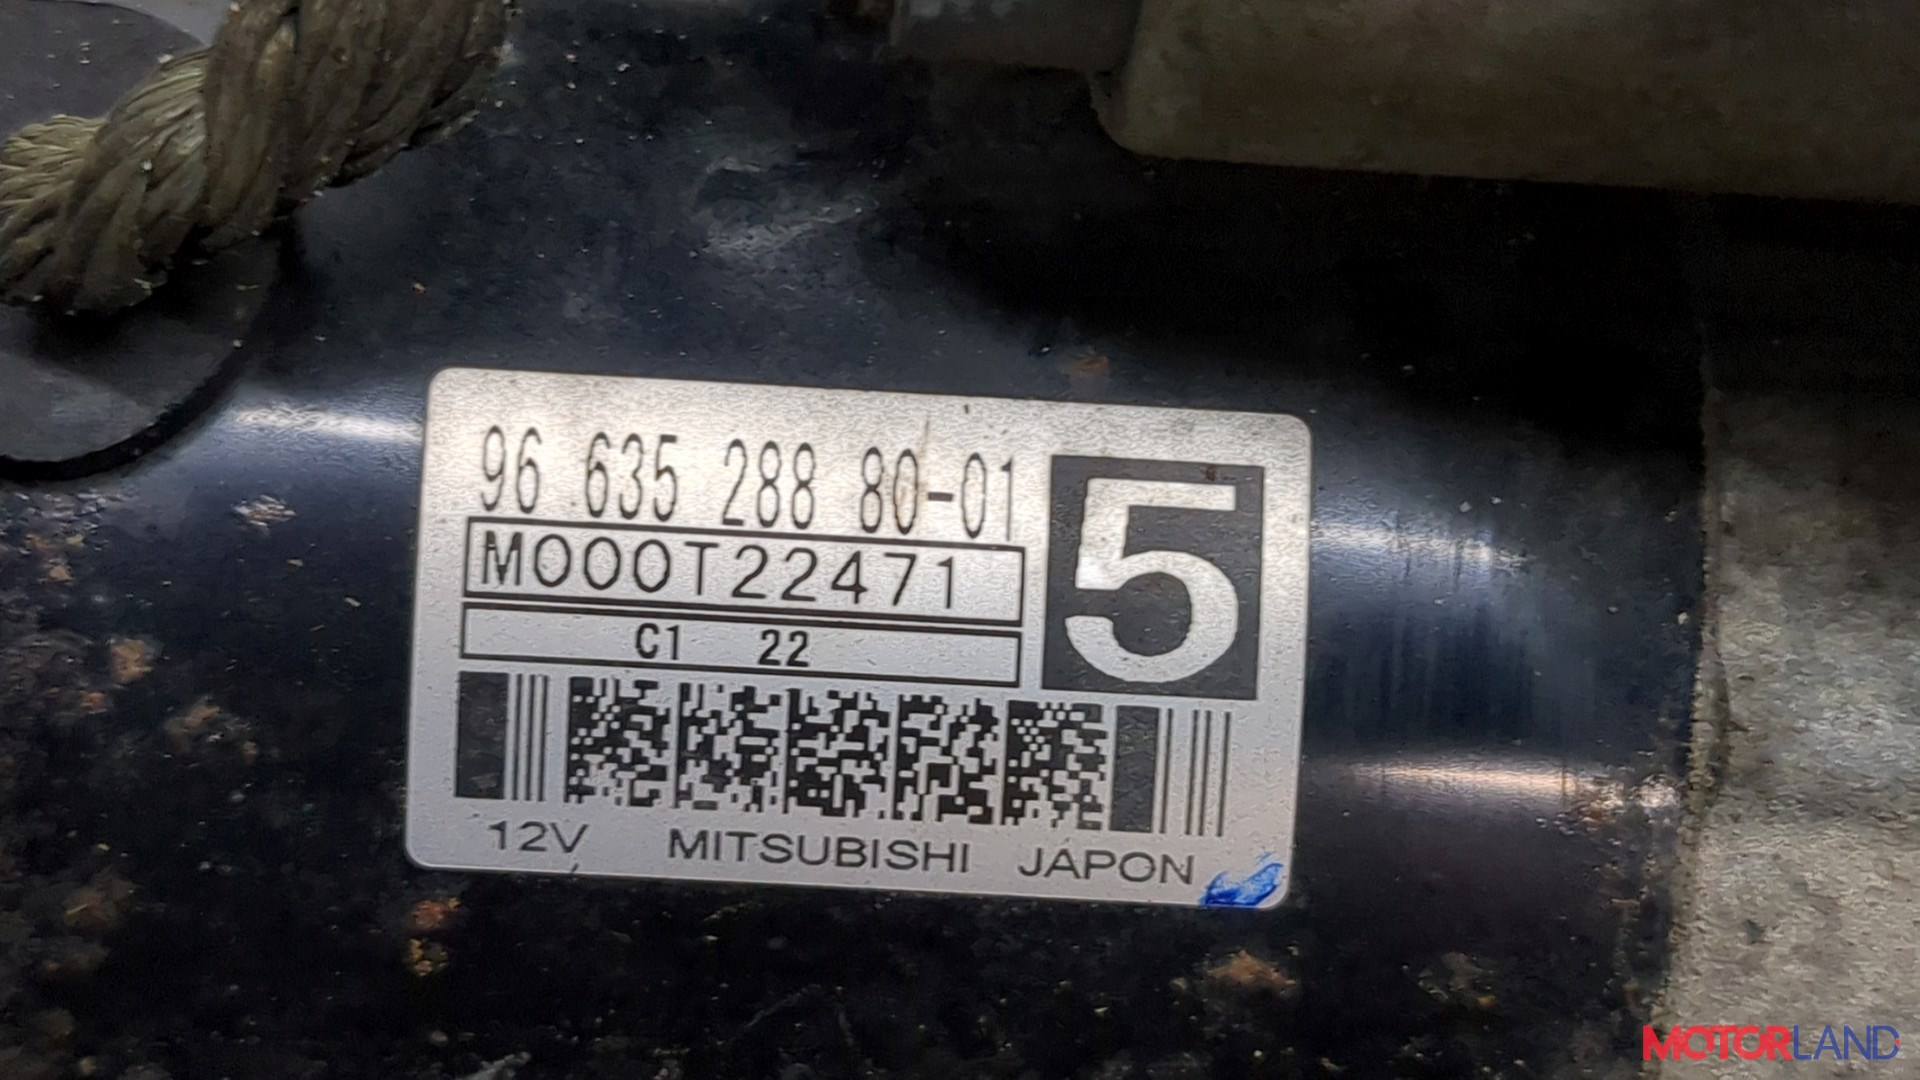 96 635 288 80-01
5
M000T22471
C1 22
12V MITSUBISHI JAPON
MOTORLAND